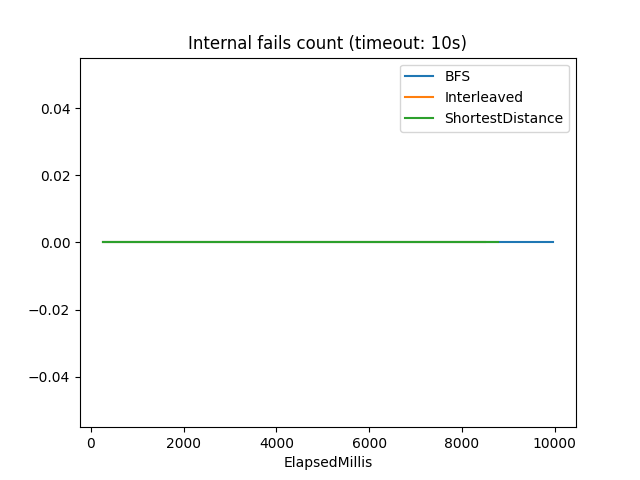 Internal fails count (timeout: 10s)
BFS
Interleaved
ShortestDistance
0.04
0.02
0.00
−0.02
−0.04
0 2000 4000 6000 8000 10000
ElapsedMillis